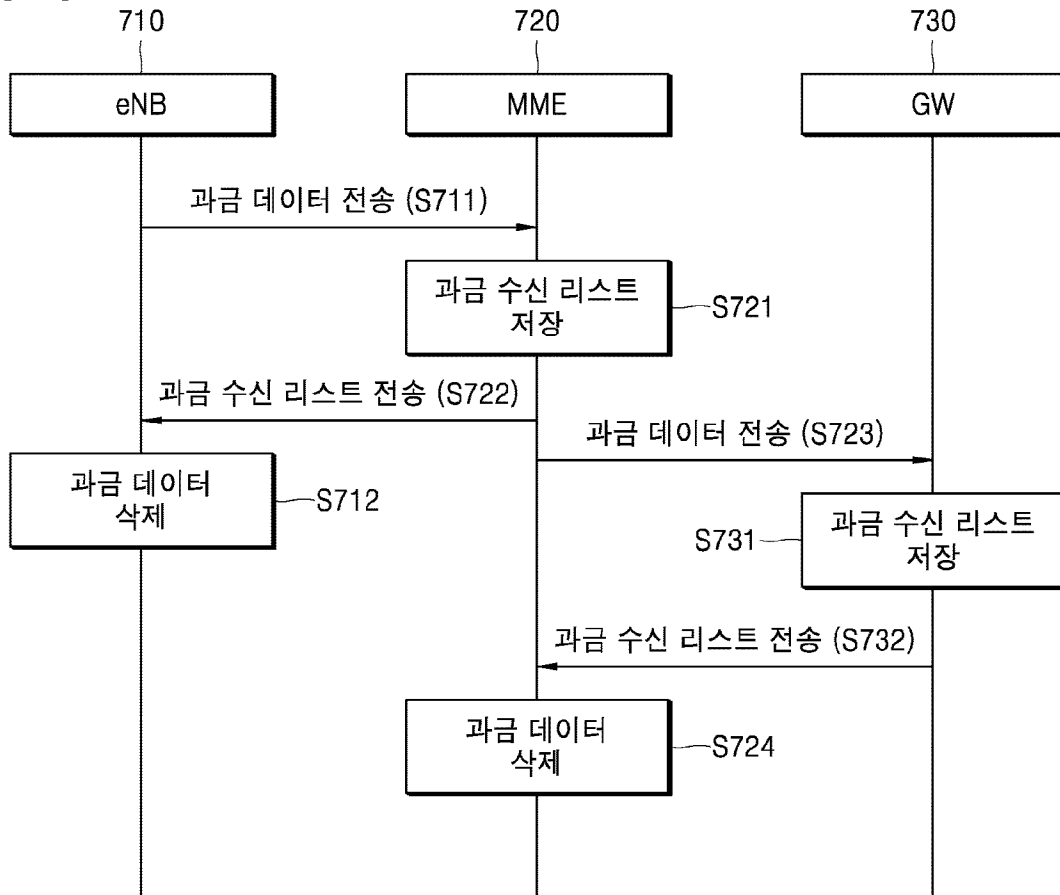 710
720
730
eNB
MME
GW
과금 데이터 전송 (S711)
과금 수신 리스트
저장
S721
과금 수신 리스트 전송 (S722)
과금 데이터 전송 (S723)
과금 데이터
삭제
S712
S731
과금 수신 리스트
저장
과금 수신 리스트 전송 (S732)
과금 데이터
삭제
S724